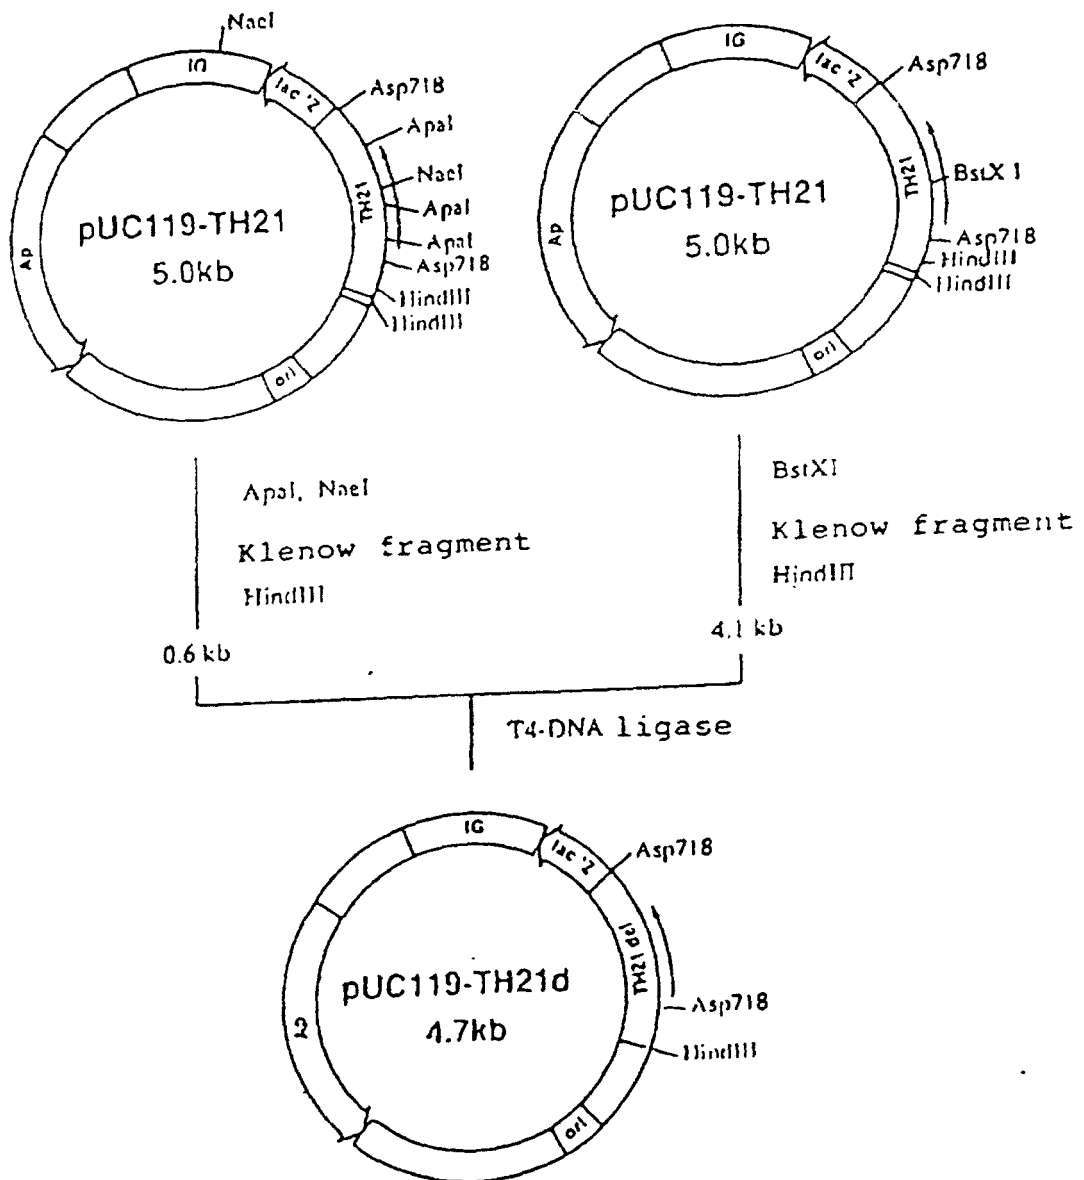 NaeI
IG
lac 'Z
Asp718
ApaI
NaeI
TH21
ApaI
ApaI
Asp718
HindIII
HindIII
ori
Ap
pUC119-TH21
5.0kb
IG
lac 'Z
Asp718
TH21
BstX I
Asp718
HindIII
HindIII
ori
Ap
pUC119-TH21
5.0kb
ApaI, NaeI
Klenow fragment
HindIII
0.6 kb
BstXI
Klenow fragment
HindIII
4.1 kb
T4-DNA ligase
IG
lac 'Z
Asp718
TH21 del
Asp718
HindIII
ori
Ap
pUC119-TH21d
4.7kb